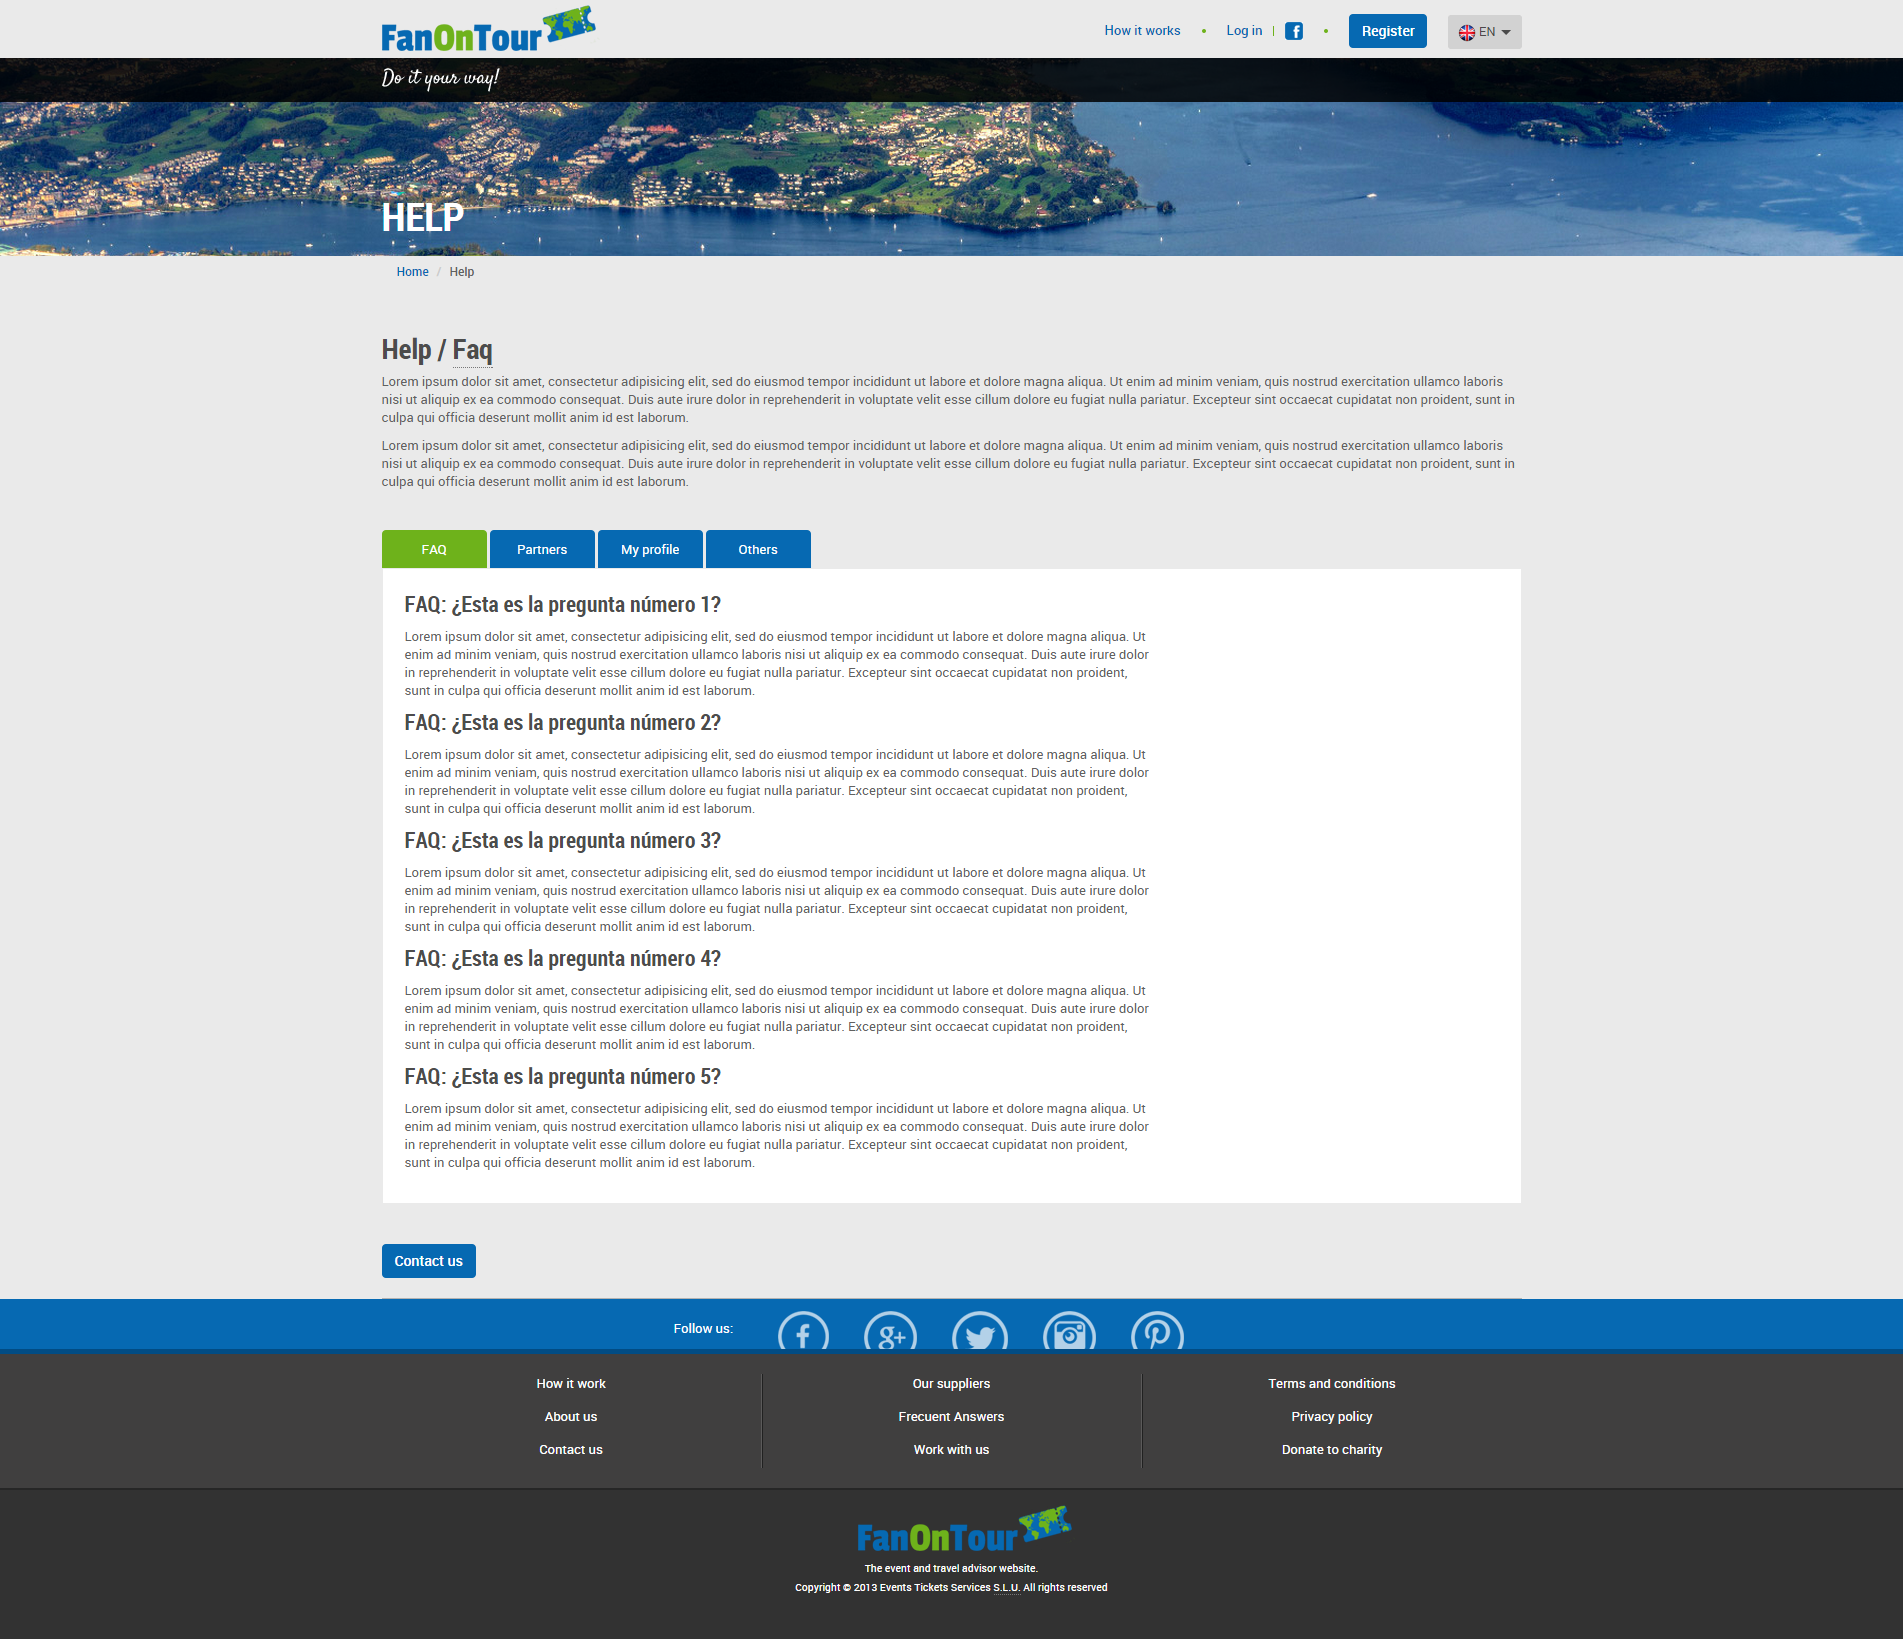 FanOnTour
How it works • Log in | • Register EN
Do it your way!
HELP
Home / Help
Help / Faq
Lorem ipsum dolor sit amet, consectetur adipisicing elit, sed do eiusmod tempor incididunt ut labore et dolore magna aliqua. Ut enim ad minim veniam, quis nostrud exercitation ullamco laboris
nisi ut aliquip ex ea commodo consequat. Duis aute irure dolor in reprehenderit in voluptate velit esse cillum dolore eu fugiat nulla pariatur. Excepteur sint occaecat cupidatat non proident, sunt in
culpa qui officia deserunt mollit anim id est laborum.
Lorem ipsum dolor sit amet, consectetur adipisicing elit, sed do eiusmod tempor incididunt ut labore et dolore magna aliqua. Ut enim ad minim veniam, quis nostrud exercitation ullamco laboris
nisi ut aliquip ex ea commodo consequat. Duis aute irure dolor in reprehenderit in voluptate velit esse cillum dolore eu fugiat nulla pariatur. Excepteur sint occaecat cupidatat non proident, sunt in
culpa qui officia deserunt mollit anim id est laborum.
FAQ Partners My profile Others
FAQ: ¿Esta es la pregunta número 1?
Lorem ipsum dolor sit amet, consectetur adipisicing elit, sed do eiusmod tempor incididunt ut labore et dolore magna aliqua. Ut
enim ad minim veniam, quis nostrud exercitation ullamco laboris nisi ut aliquip ex ea commodo consequat. Duis aute irure dolor
in reprehenderit in voluptate velit esse cillum dolore eu fugiat nulla pariatur. Excepteur sint occaecat cupidatat non proident,
sunt in culpa qui officia deserunt mollit anim id est laborum.
FAQ: ¿Esta es la pregunta número 2?
Lorem ipsum dolor sit amet, consectetur adipisicing elit, sed do eiusmod tempor incididunt ut labore et dolore magna aliqua. Ut
enim ad minim veniam, quis nostrud exercitation ullamco laboris nisi ut aliquip ex ea commodo consequat. Duis aute irure dolor
in reprehenderit in voluptate velit esse cillum dolore eu fugiat nulla pariatur. Excepteur sint occaecat cupidatat non proident,
sunt in culpa qui officia deserunt mollit anim id est laborum.
FAQ: ¿Esta es la pregunta número 3?
Lorem ipsum dolor sit amet, consectetur adipisicing elit, sed do eiusmod tempor incididunt ut labore et dolore magna aliqua. Ut
enim ad minim veniam, quis nostrud exercitation ullamco laboris nisi ut aliquip ex ea commodo consequat. Duis aute irure dolor
in reprehenderit in voluptate velit esse cillum dolore eu fugiat nulla pariatur. Excepteur sint occaecat cupidatat non proident,
sunt in culpa qui officia deserunt mollit anim id est laborum.
FAQ: ¿Esta es la pregunta número 4?
Lorem ipsum dolor sit amet, consectetur adipisicing elit, sed do eiusmod tempor incididunt ut labore et dolore magna aliqua. Ut
enim ad minim veniam, quis nostrud exercitation ullamco laboris nisi ut aliquip ex ea commodo consequat. Duis aute irure dolor
in reprehenderit in voluptate velit esse cillum dolore eu fugiat nulla pariatur. Excepteur sint occaecat cupidatat non proident,
sunt in culpa qui officia deserunt mollit anim id est laborum.
FAQ: ¿Esta es la pregunta número 5?
Lorem ipsum dolor sit amet, consectetur adipisicing elit, sed do eiusmod tempor incididunt ut labore et dolore magna aliqua. Ut
enim ad minim veniam, quis nostrud exercitation ullamco laboris nisi ut aliquip ex ea commodo consequat. Duis aute irure dolor
in reprehenderit in voluptate velit esse cillum dolore eu fugiat nulla pariatur. Excepteur sint occaecat cupidatat non proident,
sunt in culpa qui officia deserunt mollit anim id est laborum.
Contact us
Follow us:
How it work
About us
Contact us
Our suppliers
Frecuent Answers
Work with us
Terms and conditions
Privacy policy
Donate to charity
FanOnTour
The event and travel advisor website.
Copyright © 2013 Events Tickets Services S.L.U. All rights reserved